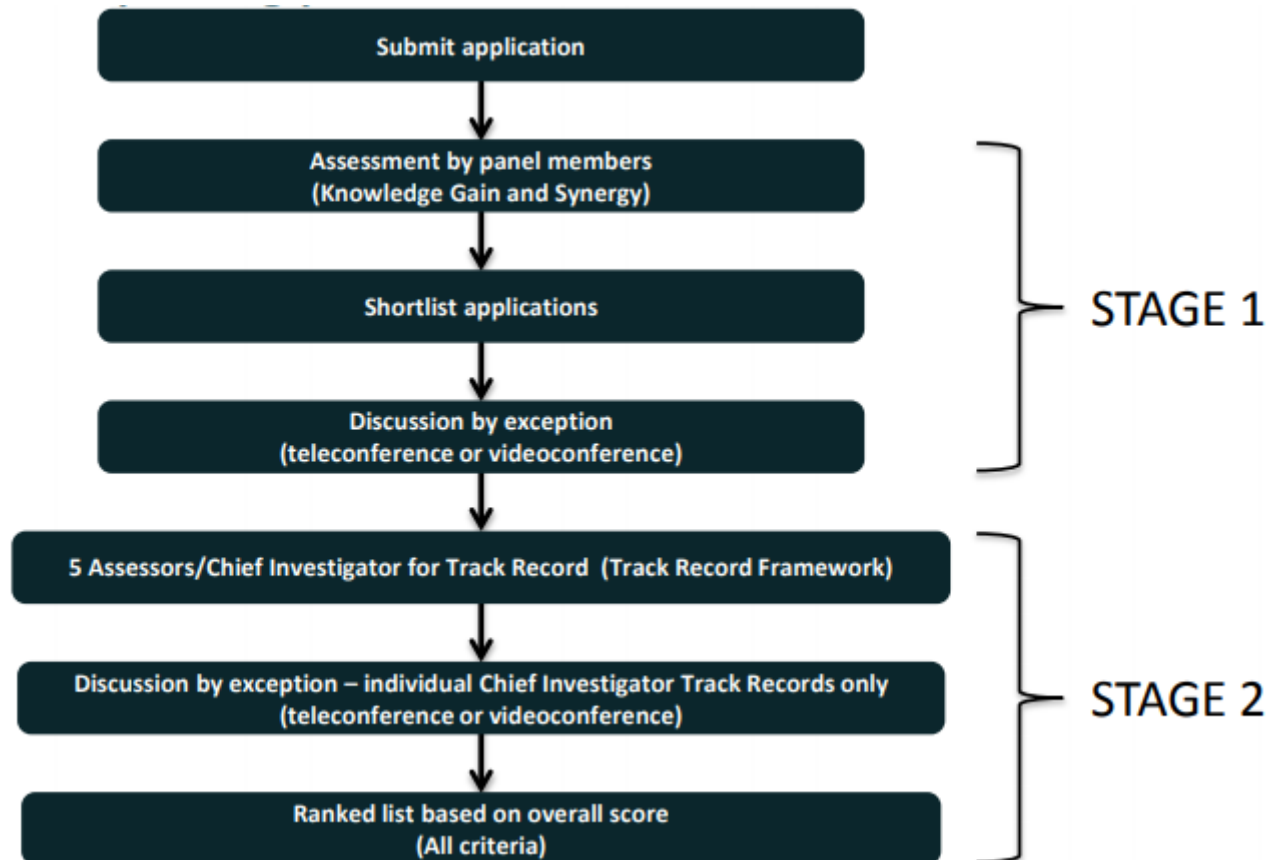 Submit application
Assessment by panel members
(Knowledge Gain and Synergy)
Shortlist applications
Discussion by exception
(teleconference or videoconference)
STAGE 1
5 Assessors/Chief Investigator for Track Record (Track Record Framework)
Discussion by exception – individual Chief Investigator Track Records only
(teleconference or videoconference)
Ranked list based on overall score
(All criteria)
STAGE 2